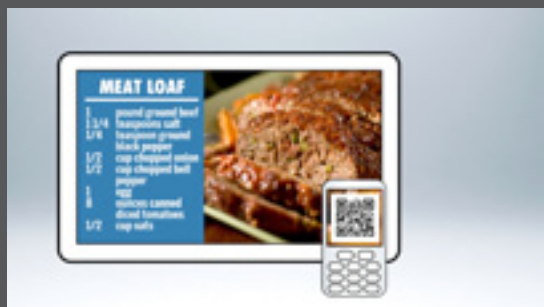 MEAT LOAF
1 pound ground beef
1 1/4 teaspoons salt
1/4 teaspoon ground
black pepper
1/2 cup chopped onion
1/2 cup chopped bell
pepper
1 egg
8 ounces canned
diced tomatoes
1/2 cup oats